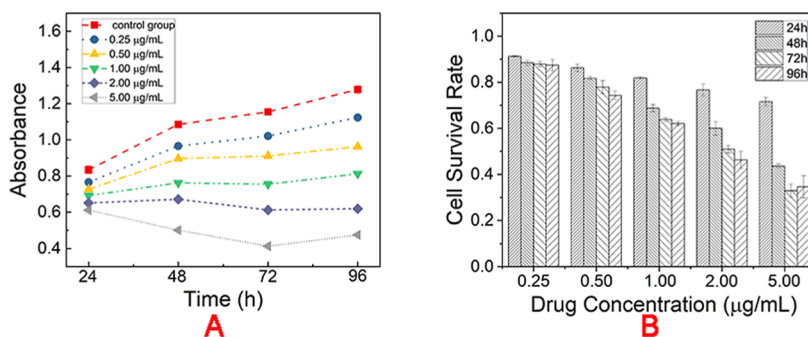 1.8
1.6
1.4
1.2
1.0
0.8
0.6
0.4
Absorbance
control group
0.25 μg/mL
0.50 μg/mL
1.00 μg/mL
2.00 μg/mL
5.00 μg/mL
24 48 72 96
Time (h)
A
1.0
0.8
0.6
0.4
0.2
0.0
Cell Survival Rate
24h
48h
72h
96h
0.25 0.50 1.00 2.00 5.00
Drug Concentration (μg/mL)
B